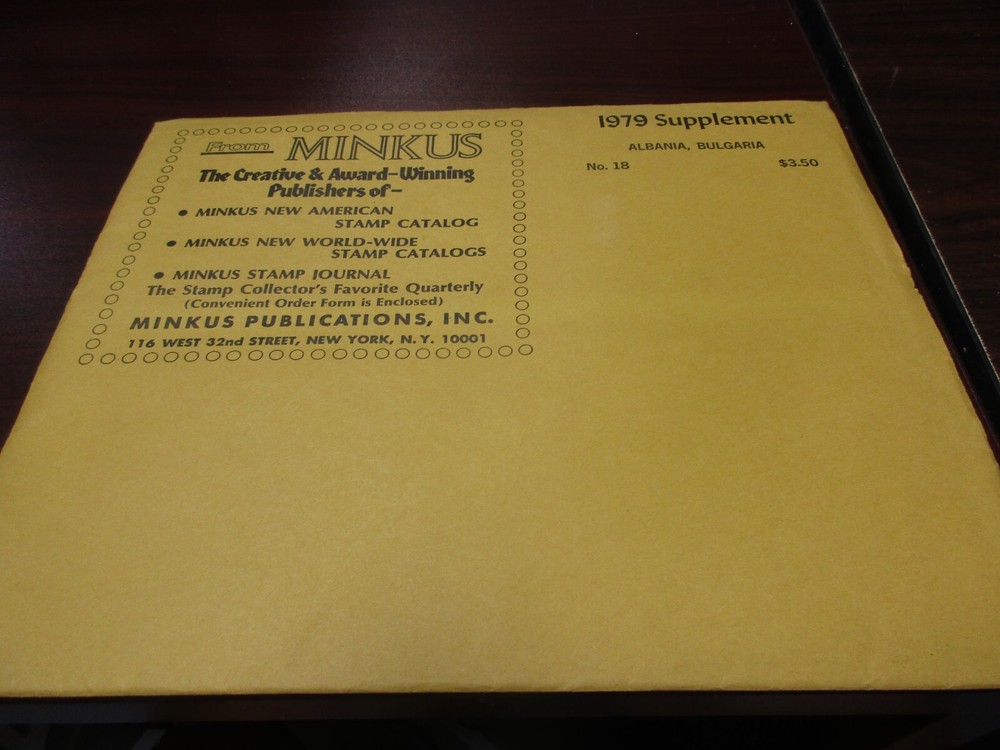 From MINKUS
The Creative & Award-Winning
Publishers of-
• MINKUS NEW AMERICAN
STAMP CATALOG
• MINKUS NEW WORLD-WIDE
STAMP CATALOGS
• MINKUS STAMP JOURNAL
The Stamp Collector's Favorite Quarterly
(Convenient Order Form is Enclosed)
MINKUS PUBLICATIONS, INC.
116 WEST 32nd STREET, NEW YORK, N.Y. 10001
1979 Supplement
ALBANIA, BULGARIA
No. 18 $3.50